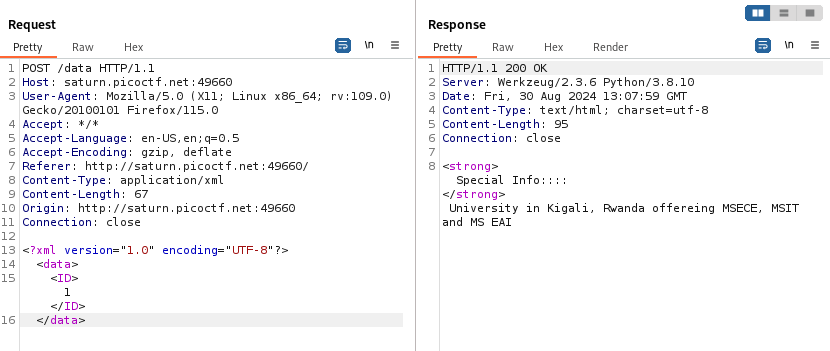 Request
Pretty Raw Hex
\n
1 POST /data HTTP/1.1
2 Host: saturn.picoctf.net:49660
3 User-Agent: Mozilla/5.0 (X11; Linux x86_64; rv:109.0)
Gecko/20100101 Firefox/115.0
4 Accept: */*
5 Accept-Language: en-US,en;q=0.5
6 Accept-Encoding: gzip, deflate
7 Referer: http://saturn.picoctf.net:49660/
8 Content-Type: application/xml
9 Content-Length: 67
10 Origin: http://saturn.picoctf.net:49660
11 Connection: close
12
13 <?xml version="1.0" encoding="UTF-8"?>
14 <data>
15 <ID>
1
</ID>
16 </data>
Response
Pretty Raw Hex Render
\n
1 HTTP/1.1 200 OK
2 Server: Werkzeug/2.3.6 Python/3.8.10
3 Date: Fri, 30 Aug 2024 13:07:59 GMT
4 Content-Type: text/html; charset=utf-8
5 Content-Length: 95
6 Connection: close
7
8 <strong>
Special Info::::
</strong>
University in Kigali, Rwanda offereing MSECE, MSIT
and MS EAI